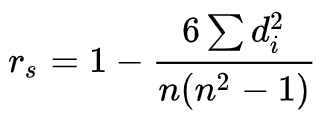 $r_s = 1 - \frac{6 \sum d_i^2}{n(n^2 - 1)}$